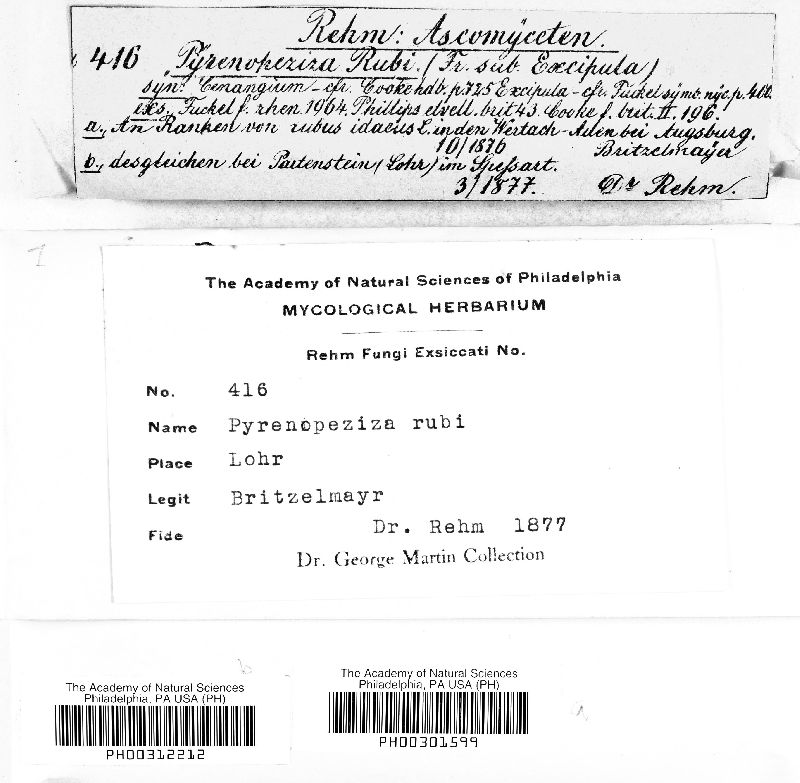 Rehm: Ascomyceten.
416 Pyrenopeziza Rubi. (Fr. sub. Excipula)
syn: Cenangium - cfr. Cooke hdb. p. 725 Excipula - cfr. Fuckel symb. myc. p. 400.
exs. Fuckel f. rhen. 1964. Phillips elvell. brit 43. Cooke f. brit. II, 196.
a., An Ranken von rubus idaeus L. in den Wertach-Auen bei Augsburg.
10/1876 Britzelmayer
b., desgleichen bei Partenstein (Lohr) im Speßart.
3/1877. Dr Rehm.
1
The Academy of Natural Sciences of Philadelphia
MYCOLOGICAL HERBARIUM
Rehm Fungi Exsiccati No.
No. 416
Name Pyrenopeziza rubi
Place Lohr
Legit Britzelmayr
Fide Dr. Rehm 1877
Dr. George Martin Collection
b
The Academy of Natural Sciences
Philadelphia, PA USA (PH)
PH00312212
The Academy of Natural Sciences
Philadelphia, PA USA (PH)
PH00301599
a